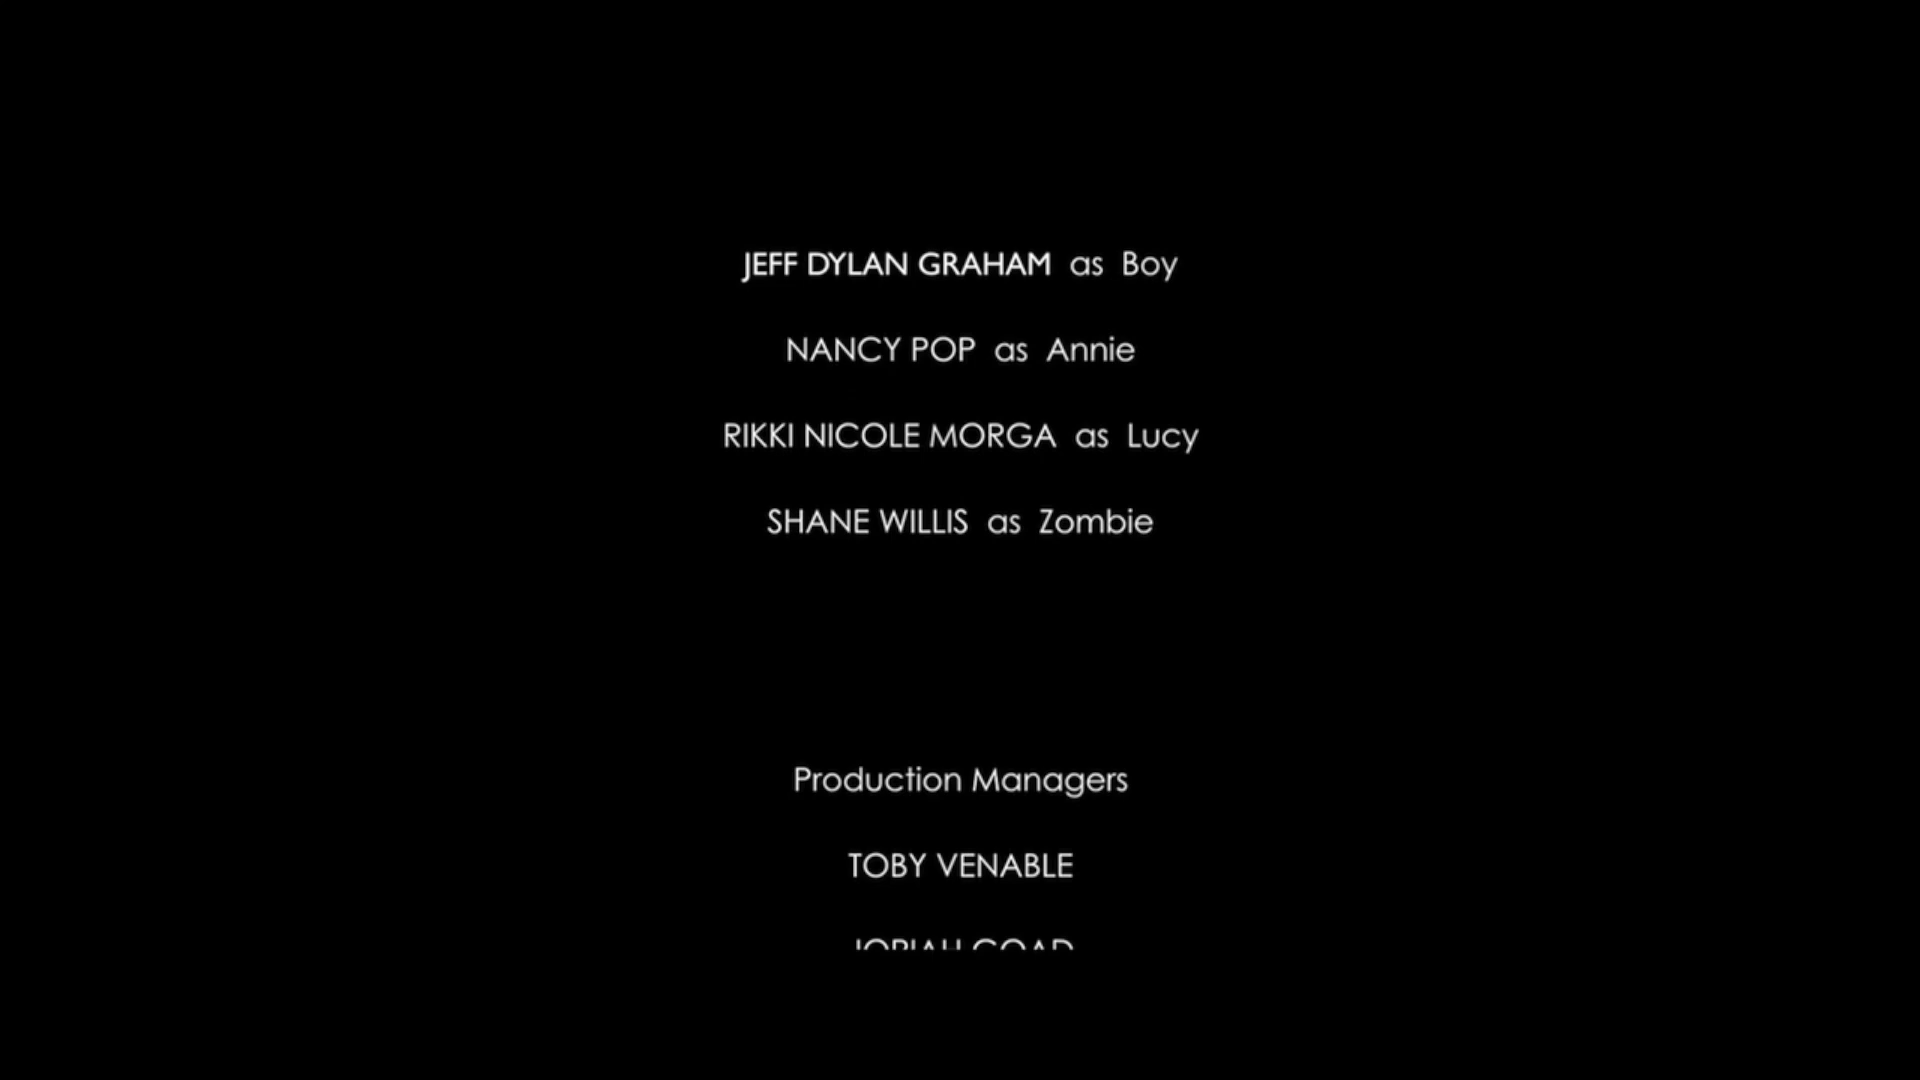 JEFF DYLAN GRAHAM as Boy
NANCY POP as Annie
RIKKI NICOLE MORGA as Lucy
SHANE WILLIS as Zombie
Production Managers
TOBY VENABLE